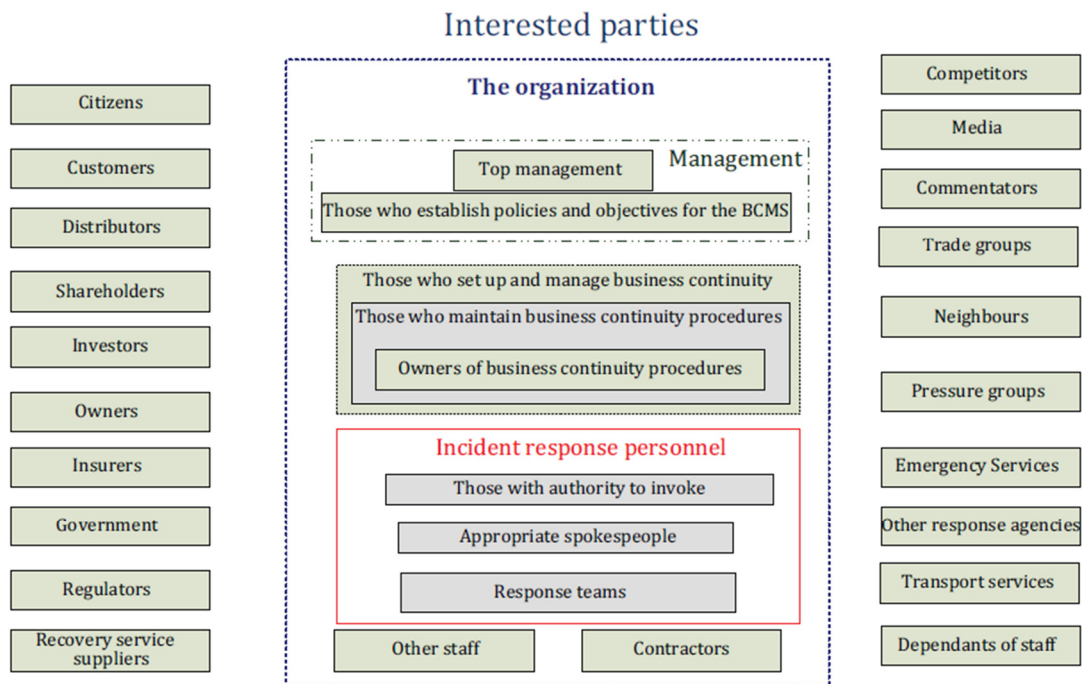 Interested parties
Citizens
Customers
Distributors
Shareholders
Investors
Owners
Insurers
Government
Regulators
Recovery service
suppliers
The organization
Management
Top management
Those who establish policies and objectives for the BCMS
Those who set up and manage business continuity
Those who maintain business continuity procedures
Owners of business continuity procedures
Incident response personnel
Those with authority to invoke
Appropriate spokespeople
Response teams
Other staff
Contractors
Competitors
Media
Commentators
Trade groups
Neighbours
Pressure groups
Emergency Services
Other response agencies
Transport services
Dependants of staff